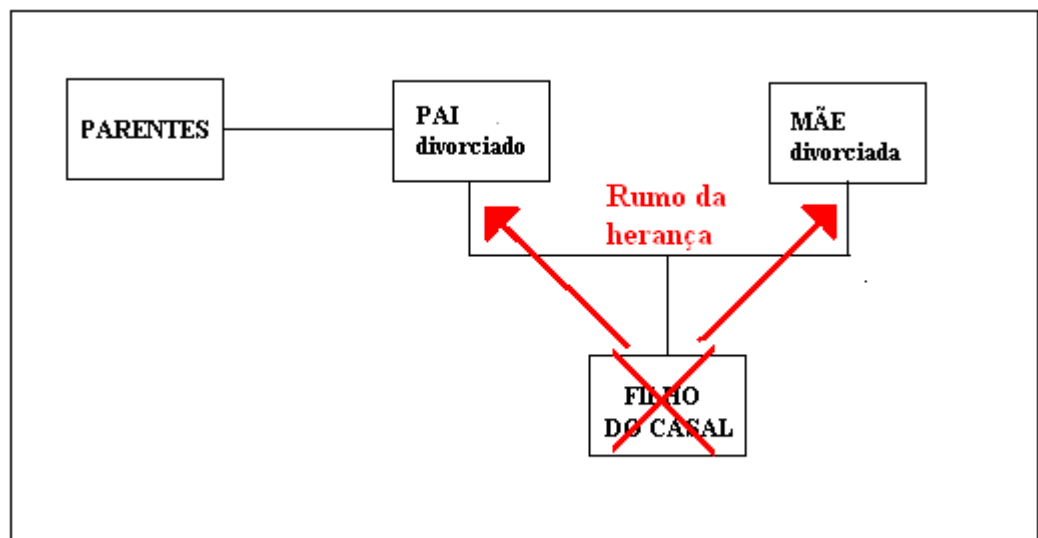 PARENTES
PAI
divorciado
MÃE
divorciada
Rumo da
herança
FILHO
DO CASAL